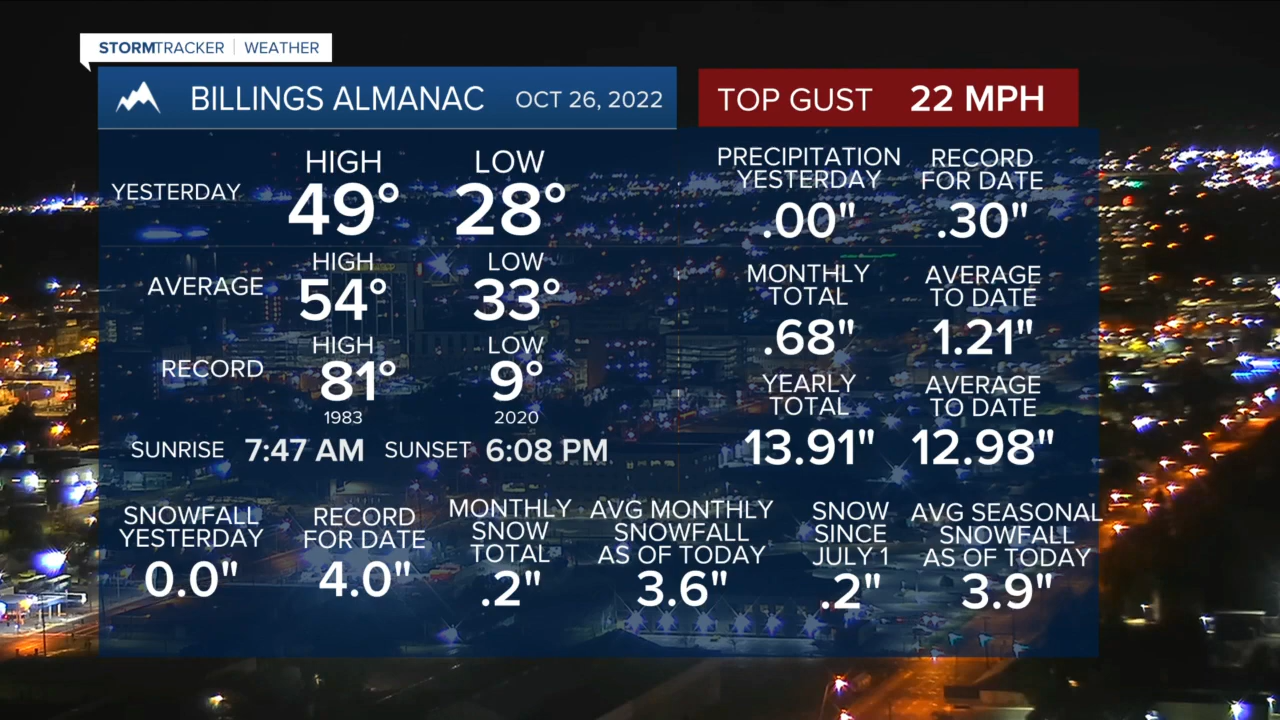 STORMTRACKER | WEATHER
BILLINGS ALMANAC OCT 26, 2022
TOP GUST 22 MPH
HIGH LOW
YESTERDAY 49° 28°
HIGH LOW
AVERAGE 54° 33°
HIGH LOW
RECORD 81° 9°
1983 2020
SUNRISE 7:47 AM SUNSET 6:08 PM
PRECIPITATION
YESTERDAY
.00"
RECORD
FOR DATE
.30"
MONTHLY
TOTAL
.68"
AVERAGE
TO DATE
1.21"
YEARLY
TOTAL
13.91"
AVERAGE
TO DATE
12.98"
SNOWFALL
YESTERDAY
0.0"
RECORD
FOR DATE
4.0"
MONTHLY
SNOW
TOTAL
.2"
AVG MONTHLY
SNOWFALL
AS OF TODAY
3.6"
SNOW
SINCE
JULY 1
.2"
AVG SEASONAL
SNOWFALL
AS OF TODAY
3.9"